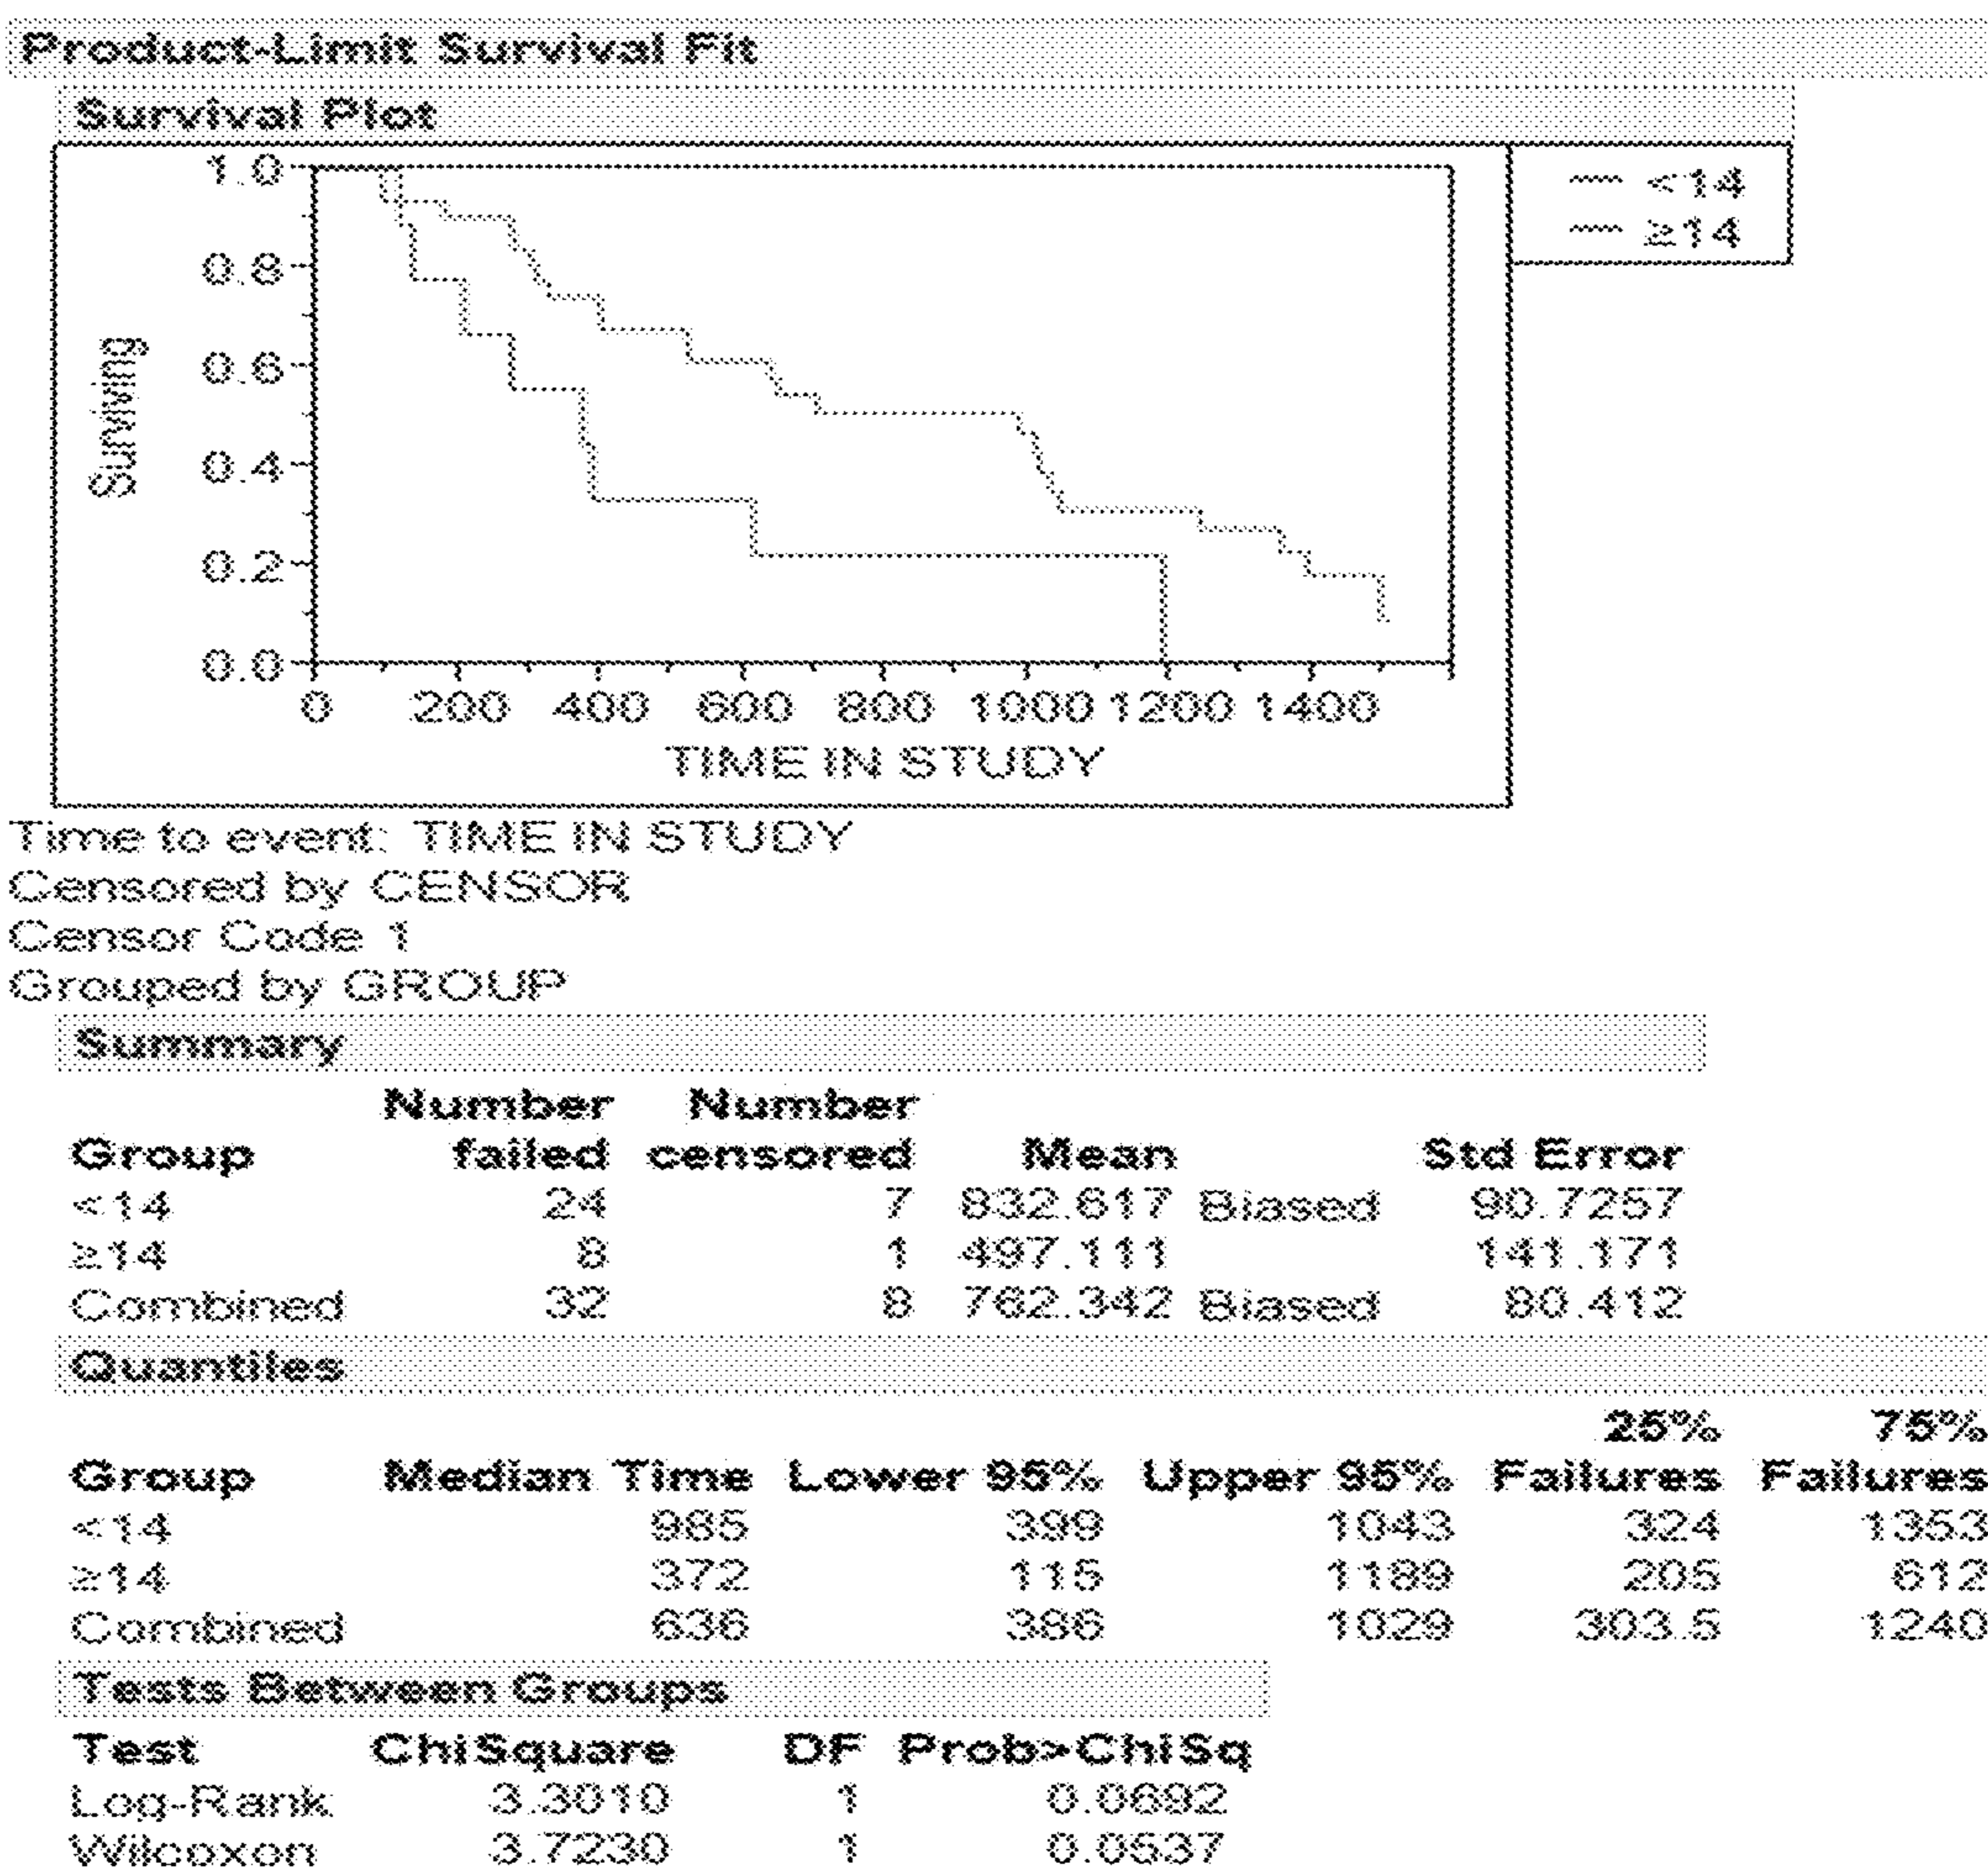 Product-Limit Survival Fit
Survival Plot
1.0
0.8
0.6
0.4
0.2
0.0
Surviving
0 200 400 600 800 1000 1200 1400
TIME IN STUDY
<14
≥14
Time to event: TIME IN STUDY
Censored by CENSOR
Censor Code 1
Grouped by GROUP
Summary
Number Number
Group failed censored Mean Std Error
<14 24 7 832.617 Biased 90.7257
≥14 8 1 497.111 141.171
Combined 32 8 762.342 Biased 80.412
Quantiles
25% 75%
Group Median Time Lower 95% Upper 95% Failures Failures
<14 985 399 1043 324 1353
≥14 372 115 1189 205 612
Combined 636 386 1029 303.5 1240
Tests Between Groups
Test ChiSquare DF Prob>ChiSq
Log-Rank 3.3010 1 0.0692
Wilcoxon 3.7230 1 0.0537